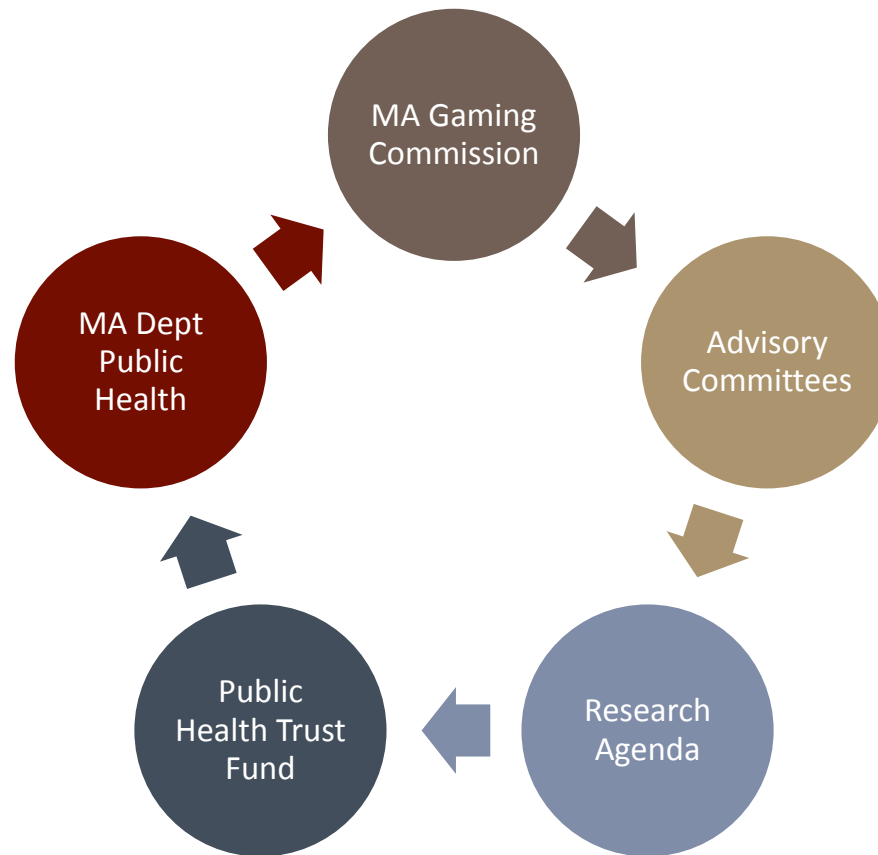 MA Gaming
Commission
Advisory
Committees
Research
Agenda
Public
Health Trust
Fund
MA Dept
Public
Health